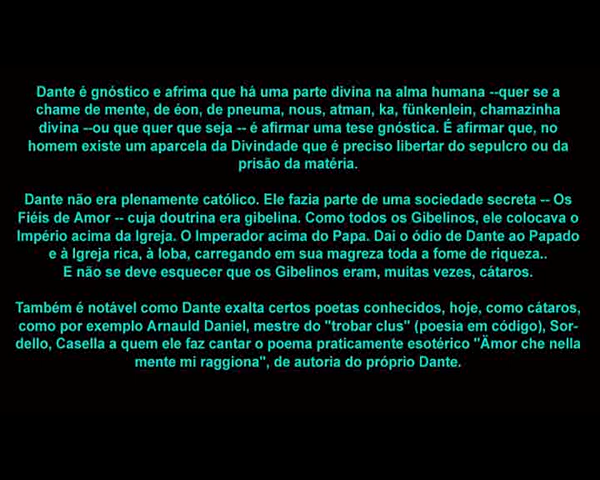 Dante é gnóstico e afrima que há uma parte divina na alma humana --quer se a
chame de mente, de éon, de pneuma, nous, atman, ka, fünkenlein, chamazinha
divina --ou que quer que seja -- é afirmar uma tese gnóstica. É afirmar que, no
homem existe um aparcela da Divindade que é preciso libertar do sepulcro ou da
prisão da matéria.
Dante não era plenamente católico. Ele fazia parte de uma sociedade secreta -- Os
Fiéis de Amor -- cuja doutrina era gibelina. Como todos os Gibelinos, ele colocava o
Império acima da Igreja. O Imperador acima do Papa. Dai o ódio de Dante ao Papado
e à Igreja rica, à loba, carregando em sua magreza toda a fome de riqueza..
E não se deve esquecer que os Gibelinos eram, muitas vezes, cátaros.
Também é notável como Dante exalta certos poetas conhecidos, hoje, como cátaros,
como por exemplo Arnauld Daniel, mestre do "trobar clus" (poesia em código), Sor-
dello, Casella a quem ele faz cantar o poema praticamente esotérico "Ämor che nella
mente mi raggiona", de autoria do próprio Dante.